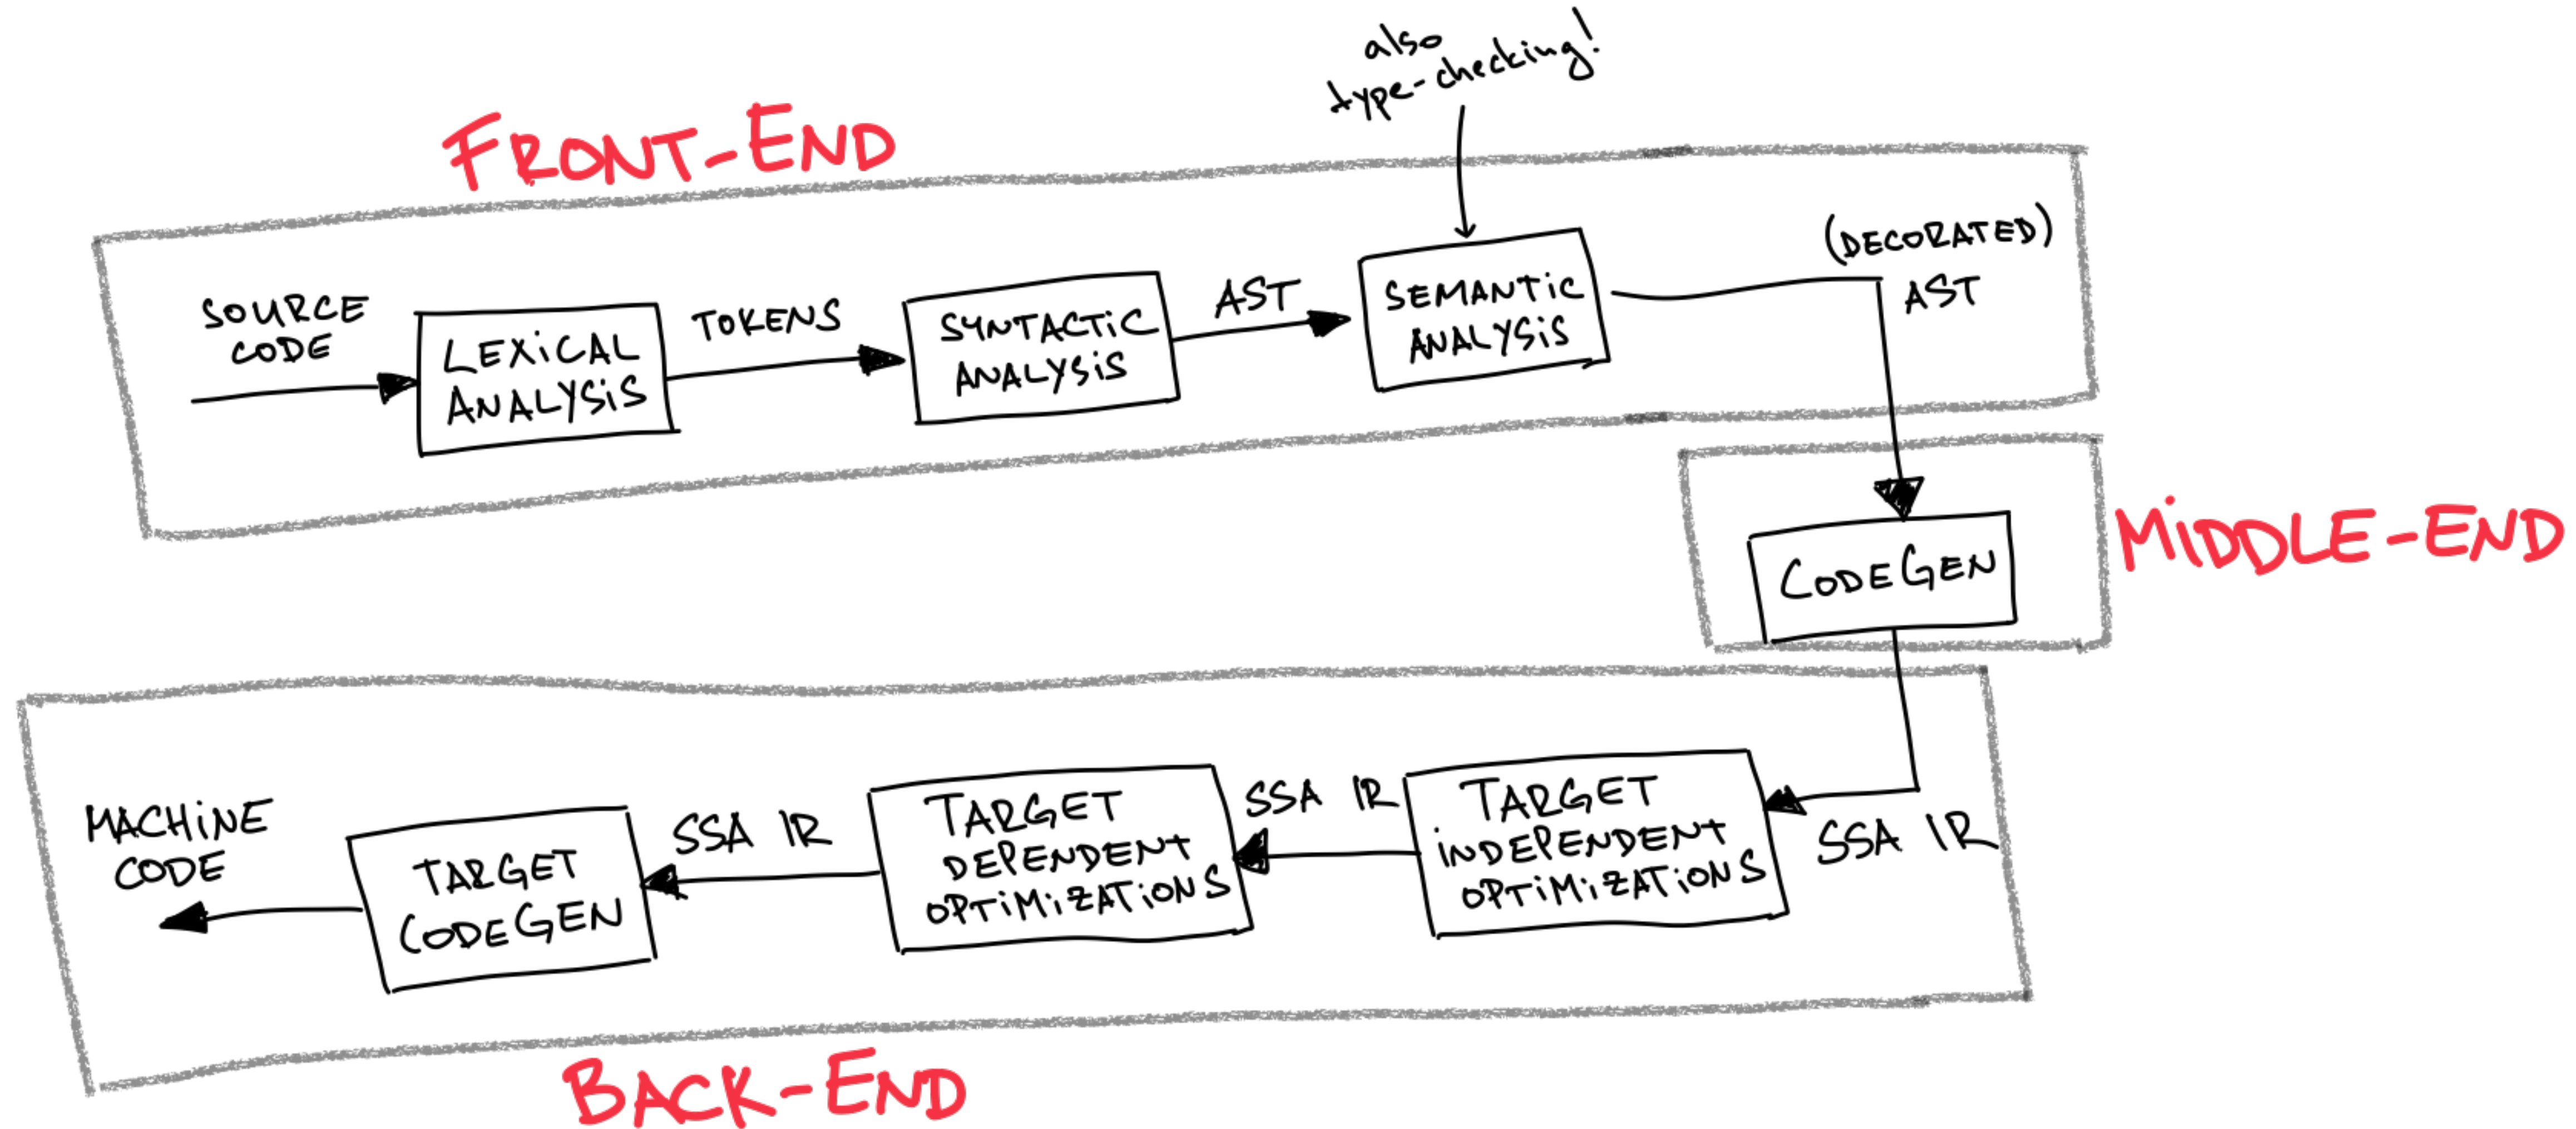 also
type-checking!
FRONT-END
SOURCE
CODE
LEXiCAL
ANALYSiS
TOKENS
SYNTACTiC
ANALYSiS
AST
SEMANTiC
ANALYSiS
(DECORATED)
AST
MiDDLE-END
CODEGEN
SSA IR
TARGET
iNDEPENDENT
OPTiMiZATiONS
SSA IR
TARGET
DEPENDENT
OPTiMiZATiONS
SSA IR
TARGET
CODEGEN
MACHiNE
CODE
BACK-END